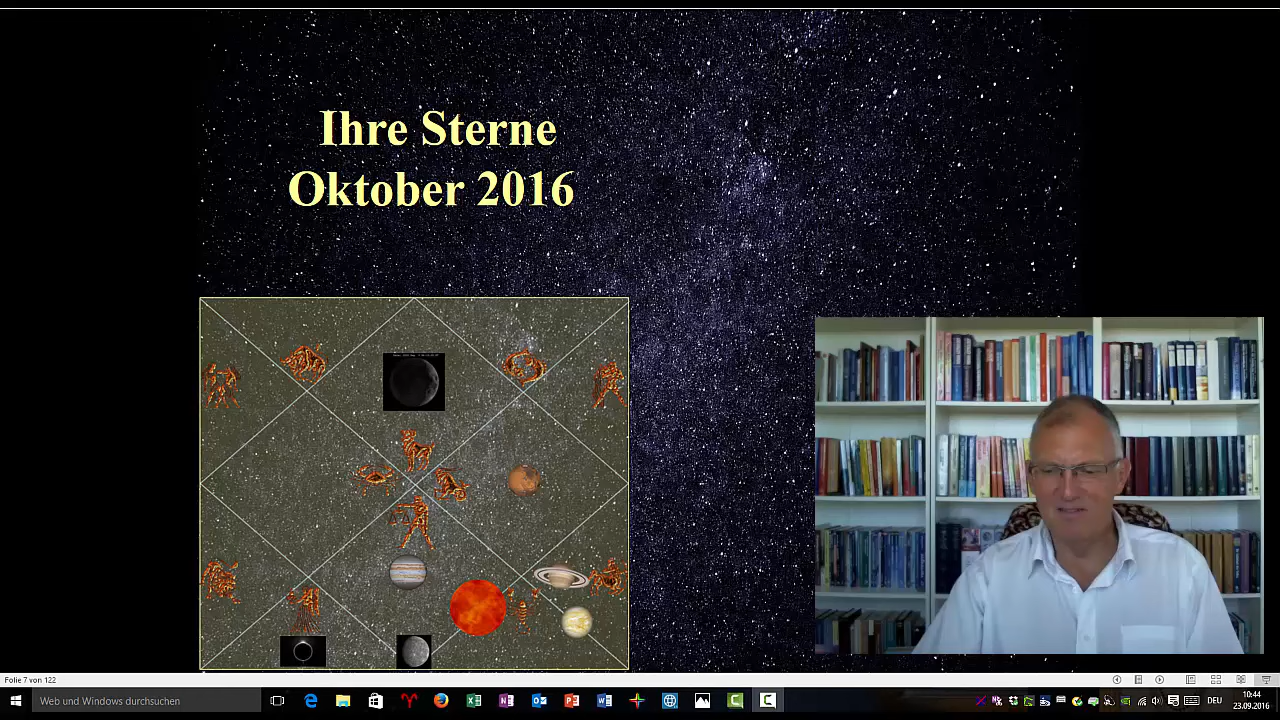 Ihre Sterne
Oktober 2016
Folie 7 von 122
Web und Windows durchsuchen
DEU
10:44
23.09.2016